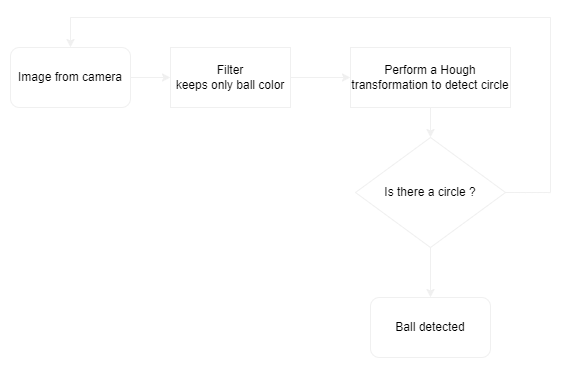 Image from camera
Filter
keeps only ball color
Perform a Hough
transformation to detect circle
Is there a circle ?
Ball detected